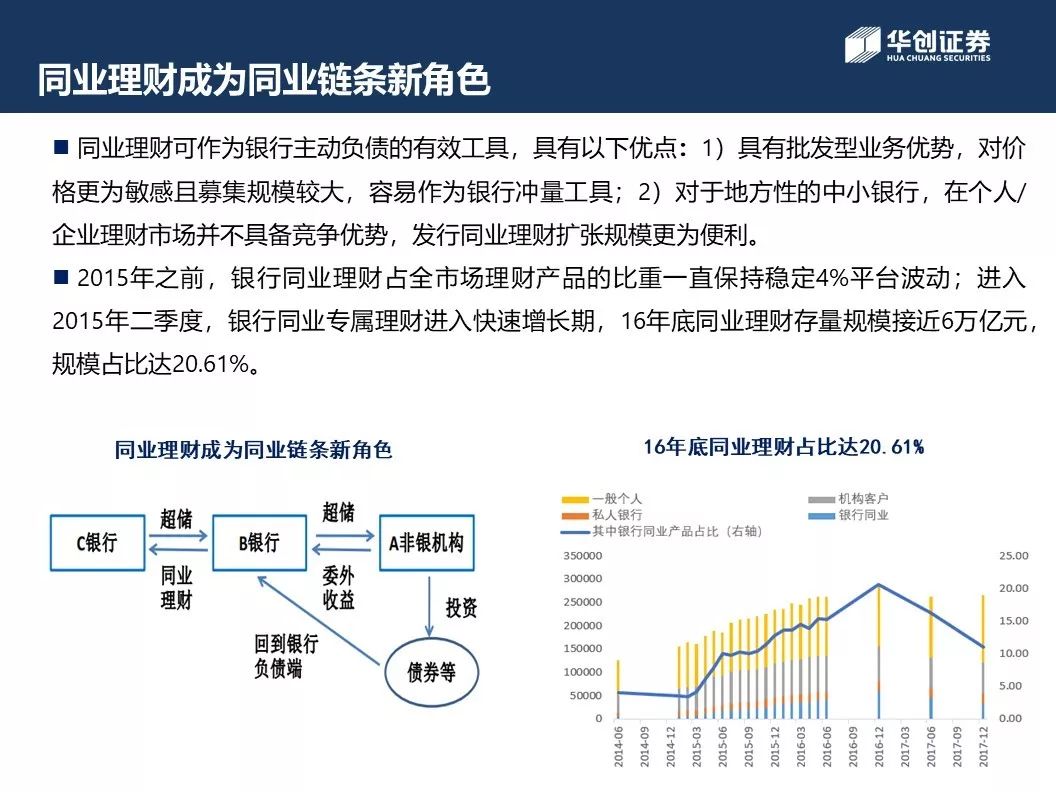 华创证券
HUA CHUANG SECURITIES
同业理财成为同业链条新角色
■ 同业理财可作为银行主动负债的有效工具，具有以下优点：1）具有批发型业务优势，对价
格更为敏感且募集规模较大，容易作为银行冲量工具；2）对于地方性的中小银行，在个人/
企业理财市场并不具备竞争优势，发行同业理财扩张规模更为便利。
■ 2015年之前，银行同业理财占全市场理财产品的比重一直保持稳定4%平台波动；进入
2015年二季度，银行同业专属理财进入快速增长期，16年底同业理财存量规模接近6万亿元，
规模占比达20.61%。
同业理财成为同业链条新角色
C银行
超储
同业
理财
B银行
超储
委外
收益
A非银机构
投资
回到银行
负债端
债券等
16年底同业理财占比达20.61%
一般个人
机构客户
私人银行
银行同业
其中银行同业产品占比（右轴）
350000
300000
250000
200000
150000
100000
50000
0
25.00
20.00
15.00
10.00
5.00
0.00
2014-06
2014-09
2014-12
2015-03
2015-06
2015-09
2015-12
2016-03
2016-06
2016-09
2016-12
2017-03
2017-06
2017-09
2017-12